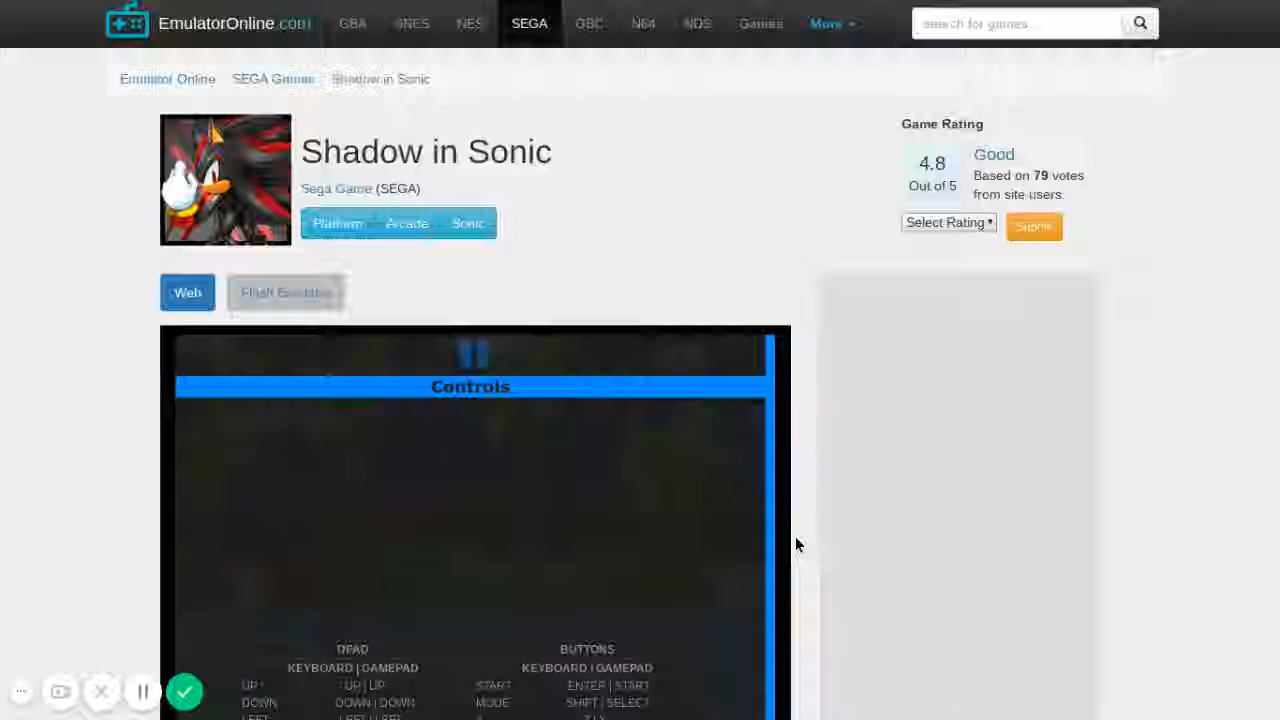 EmulatorOnline.com GBA SNES NES SEGA GBC N64 NDS Games More search for games...
Emulator Online SEGA Games Shadow in Sonic
Shadow in Sonic
Sega Game (SEGA)
Platform Arcade Sonic
Game Rating
4.8
Out of 5
Good
Based on 79 votes
from site users.
Select Rating Submit
Web Flash Emulator
Controls
DPAD BUTTONS
KEYBOARD | GAMEPAD KEYBOARD | GAMEPAD
UP UP | UP START ENTER | START
DOWN DOWN | DOWN MODE SHIFT | SELECT